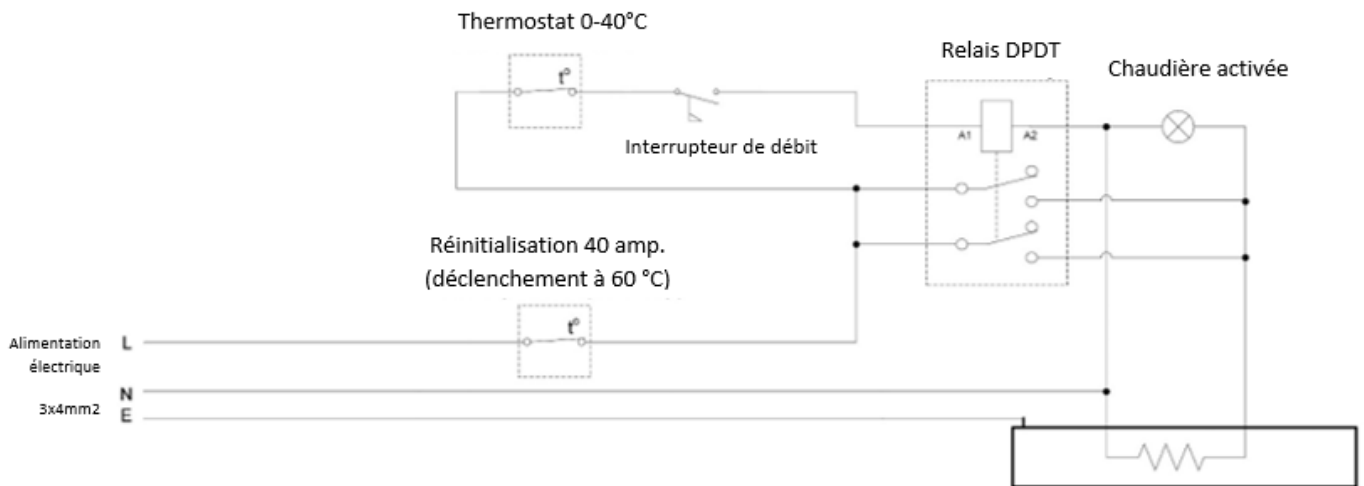 Thermostat 0-40°C
Relais DPDT
Chaudière activée
t°
A1 A2
Interrupteur de débit
Réinitialisation 40 amp.
(déclenchement à 60 °C)
t°
Alimentation
électrique
L
N
3x4mm2
E